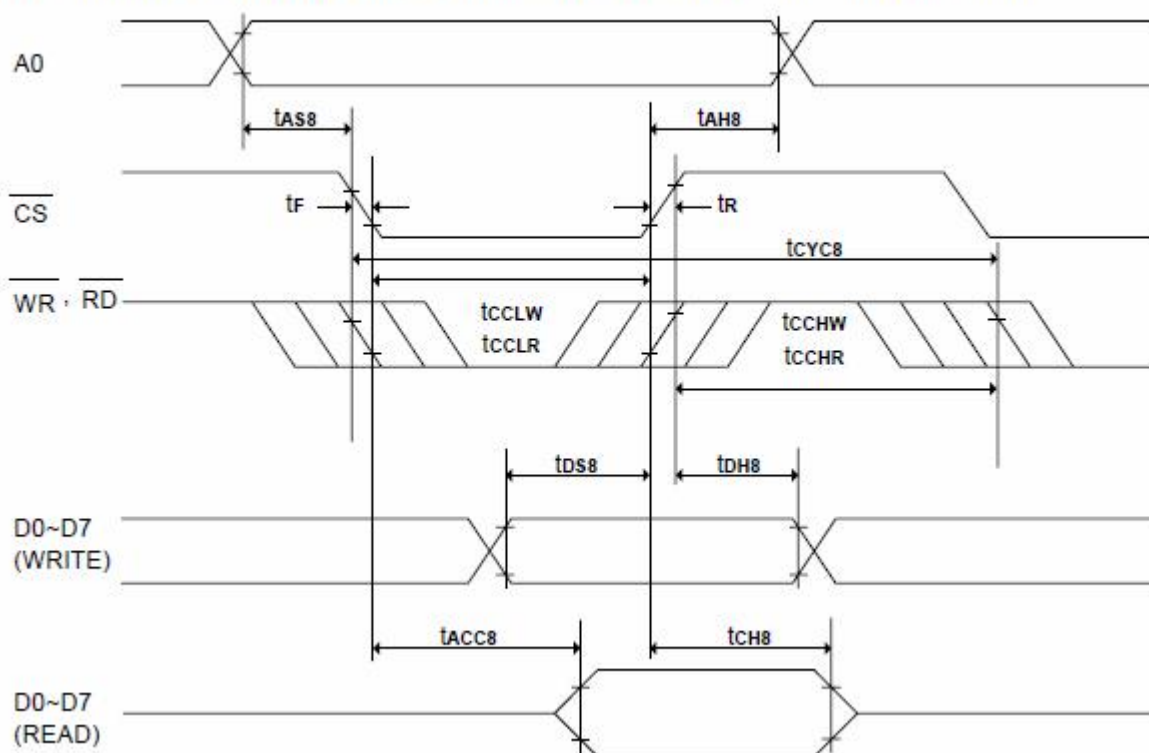 A0
tAS8
tAH8
CS
tF
tR
tCYC8
WR , RD
tCCLW
tCCLR
tCCHW
tCCHR
tDS8
tDH8
D0~D7
(WRITE)
tACC8
tCH8
D0~D7
(READ)